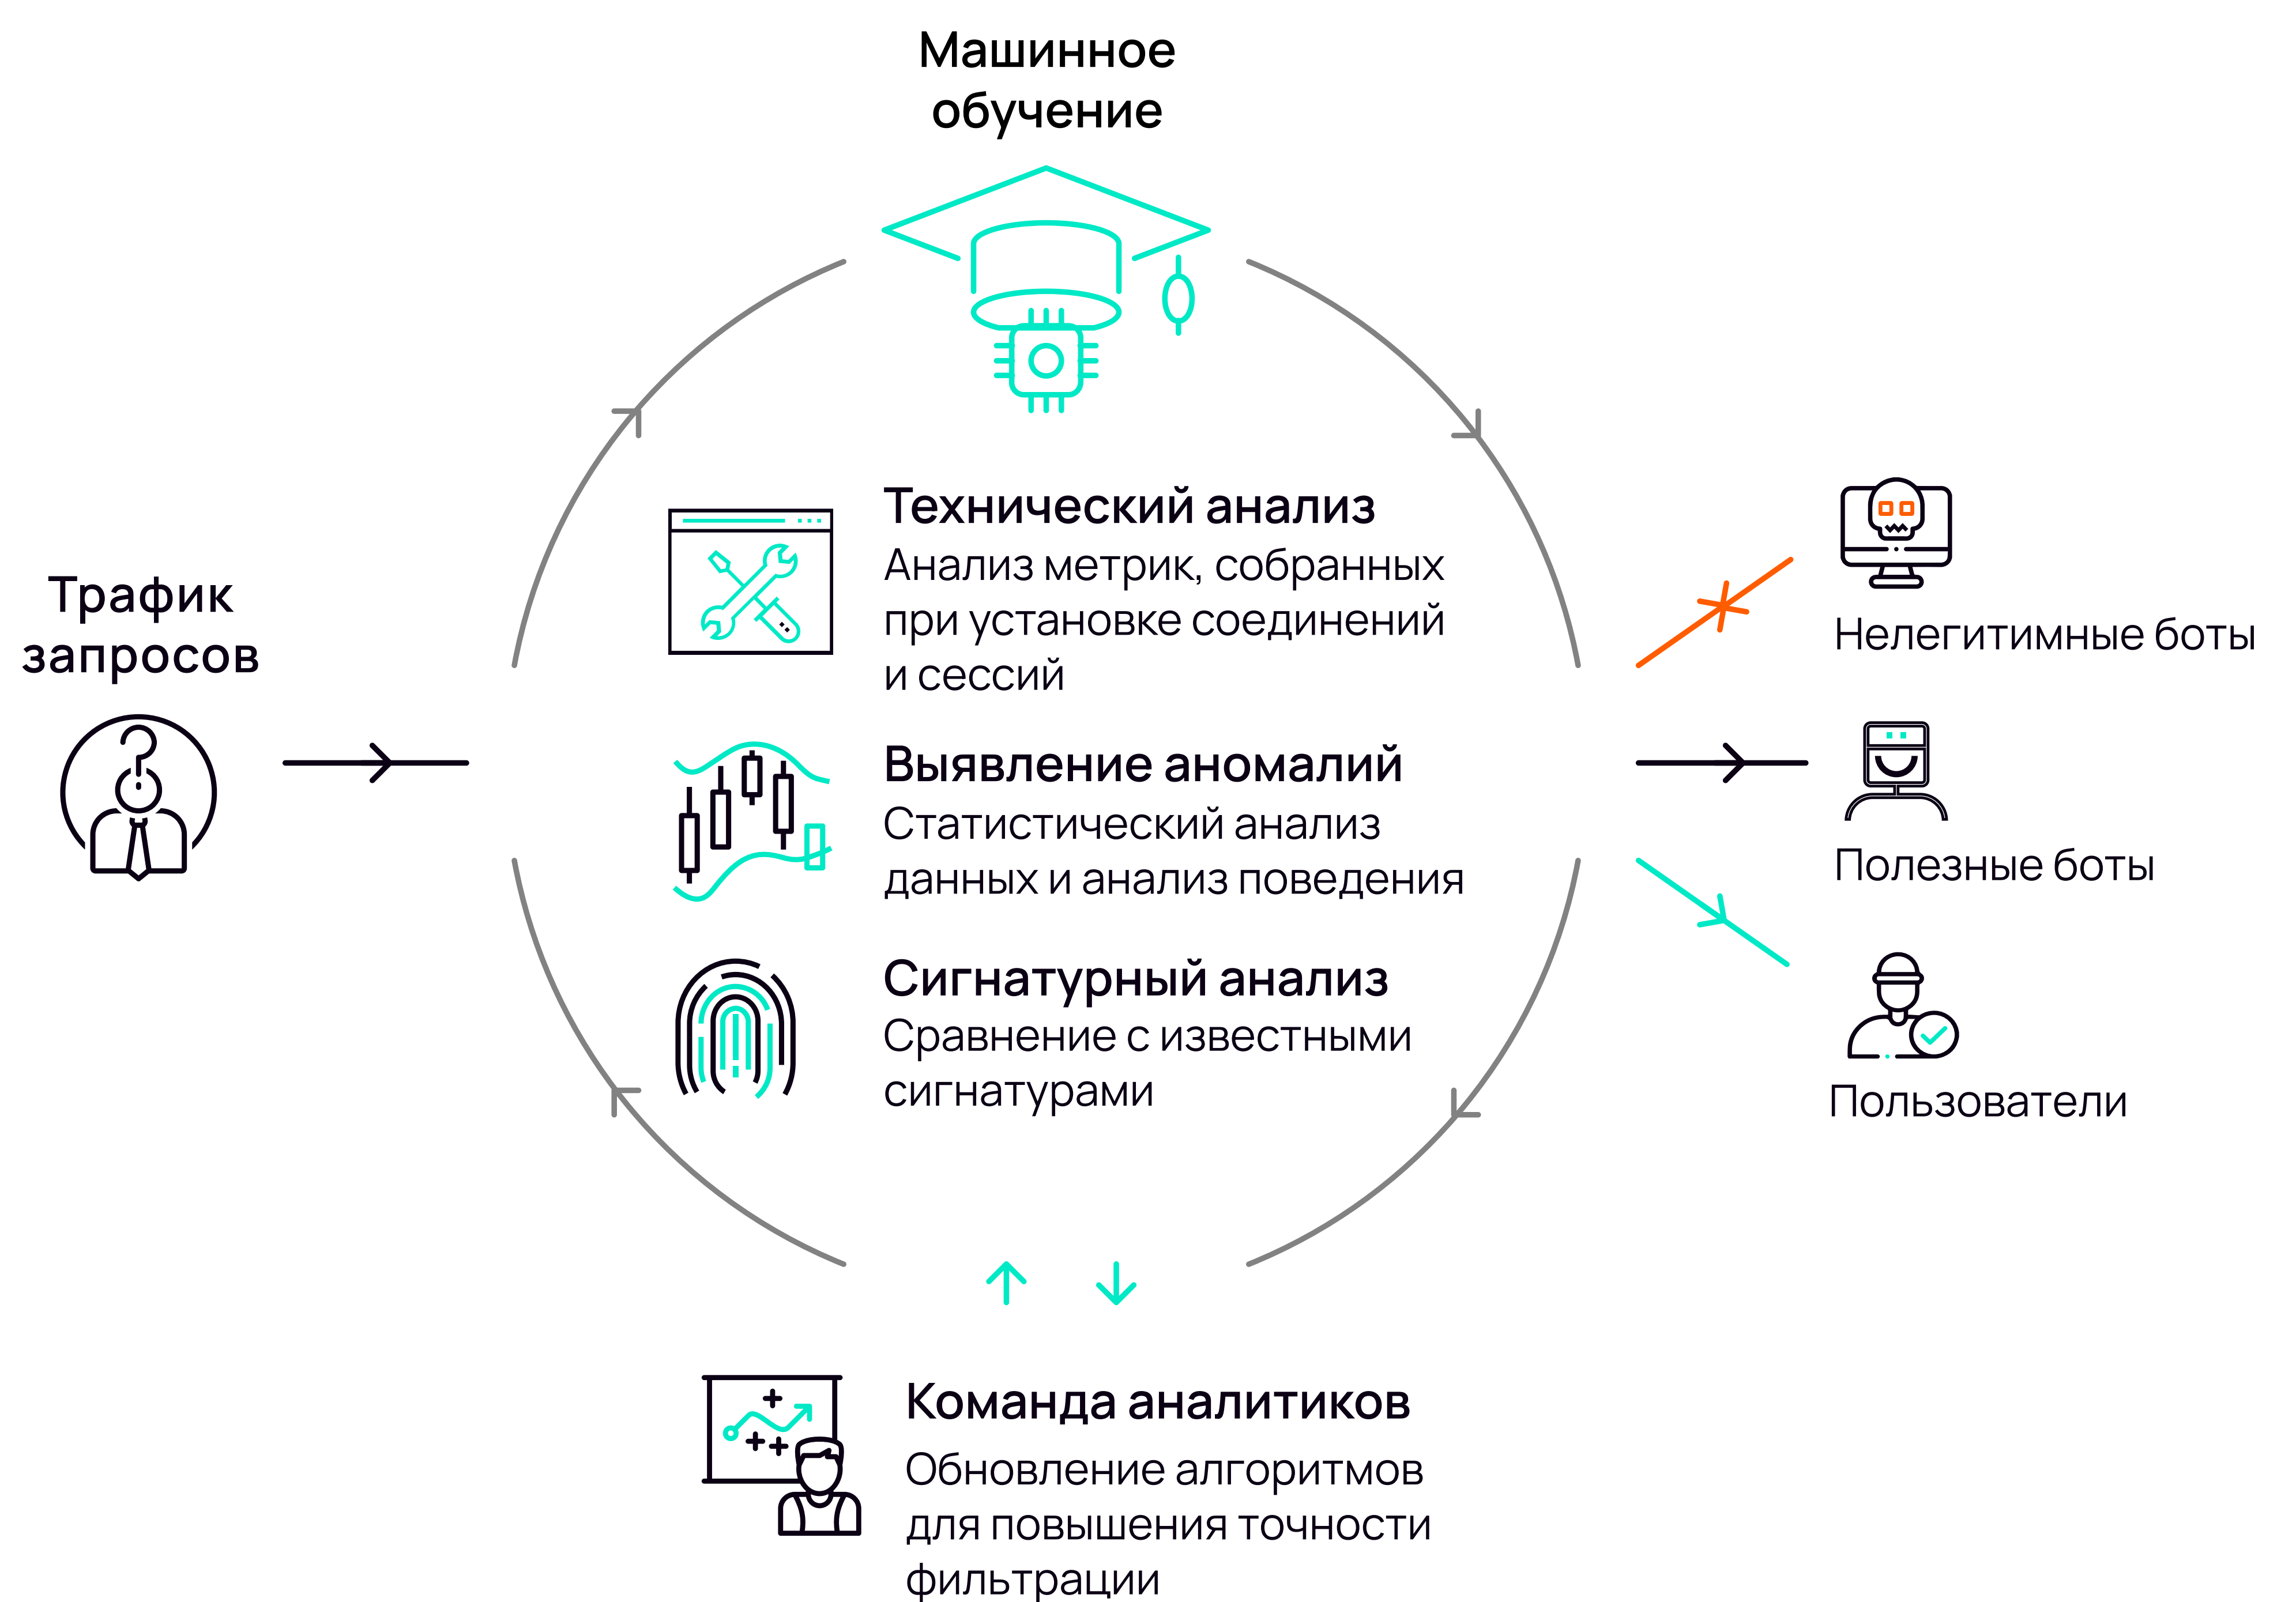 Машинное
обучение
Трафик
запросов
Технический анализ
Анализ метрик, собранных
при установке соединений
и сессий
Выявление аномалий
Статистический анализ
данных и анализ поведения
Сигнатурный анализ
Сравнение с известными
сигнатурами
Нелегитимные боты
Полезные боты
Пользователи
Команда аналитиков
Обновление алгоритмов
для повышения точности
фильтрации